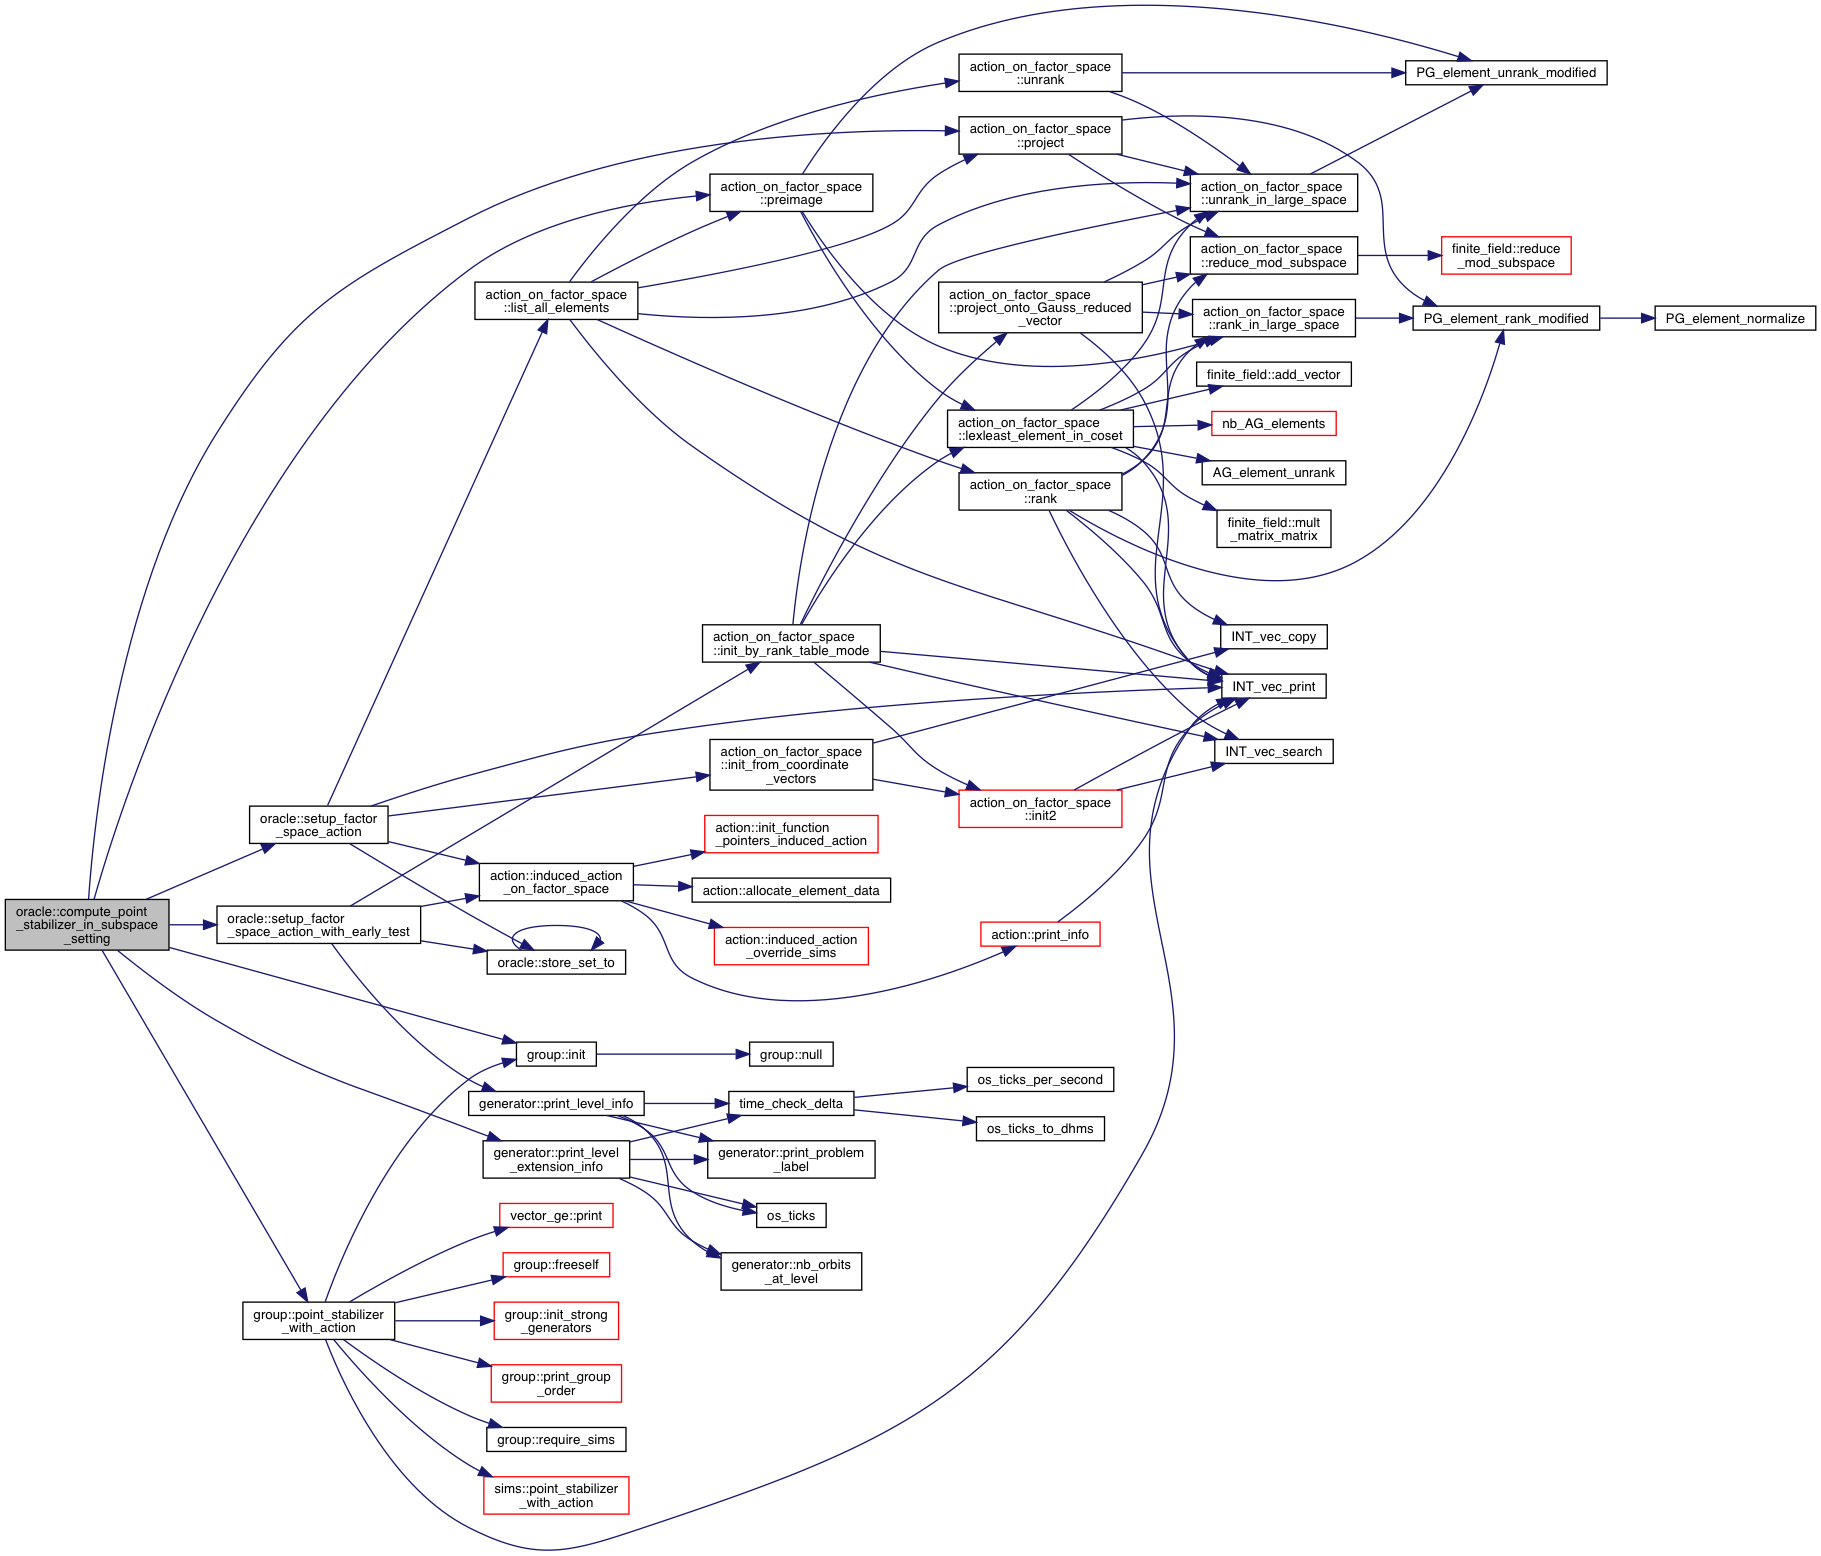 oracle::compute_point
_stabilizer_in_subspace
_setting
oracle::setup_factor
_space_action
oracle::setup_factor
_space_action_with_early_test
group::point_stabilizer
_with_action
action_on_factor_space
::list_all_elements
action::induced_action
_on_factor_space
oracle::store_set_to
group::init
generator::print_level_info
generator::print_level
_extension_info
vector_ge::print
group::freeself
group::init_strong
_generators
group::print_group
_order
group::require_sims
sims::point_stabilizer
_with_action
action_on_factor_space
::preimage
action_on_factor_space
::init_by_rank_table_mode
action_on_factor_space
::init_from_coordinate
_vectors
action::init_function
_pointers_induced_action
action::allocate_element_data
action::induced_action
_override_sims
group::null
time_check_delta
generator::print_problem
_label
os_ticks
generator::nb_orbits
_at_level
action_on_factor_space
::unrank
action_on_factor_space
::project
action_on_factor_space
::project_onto_Gauss_reduced
_vector
action_on_factor_space
::lexleast_element_in_coset
action_on_factor_space
::rank
action_on_factor_space
::init2
action::print_info
os_ticks_per_second
os_ticks_to_dhms
action_on_factor_space
::unrank_in_large_space
action_on_factor_space
::reduce_mod_subspace
action_on_factor_space
::rank_in_large_space
finite_field::add_vector
nb_AG_elements
AG_element_unrank
finite_field::mult
_matrix_matrix
INT_vec_copy
INT_vec_print
INT_vec_search
PG_element_unrank_modified
finite_field::reduce
_mod_subspace
PG_element_rank_modified
PG_element_normalize